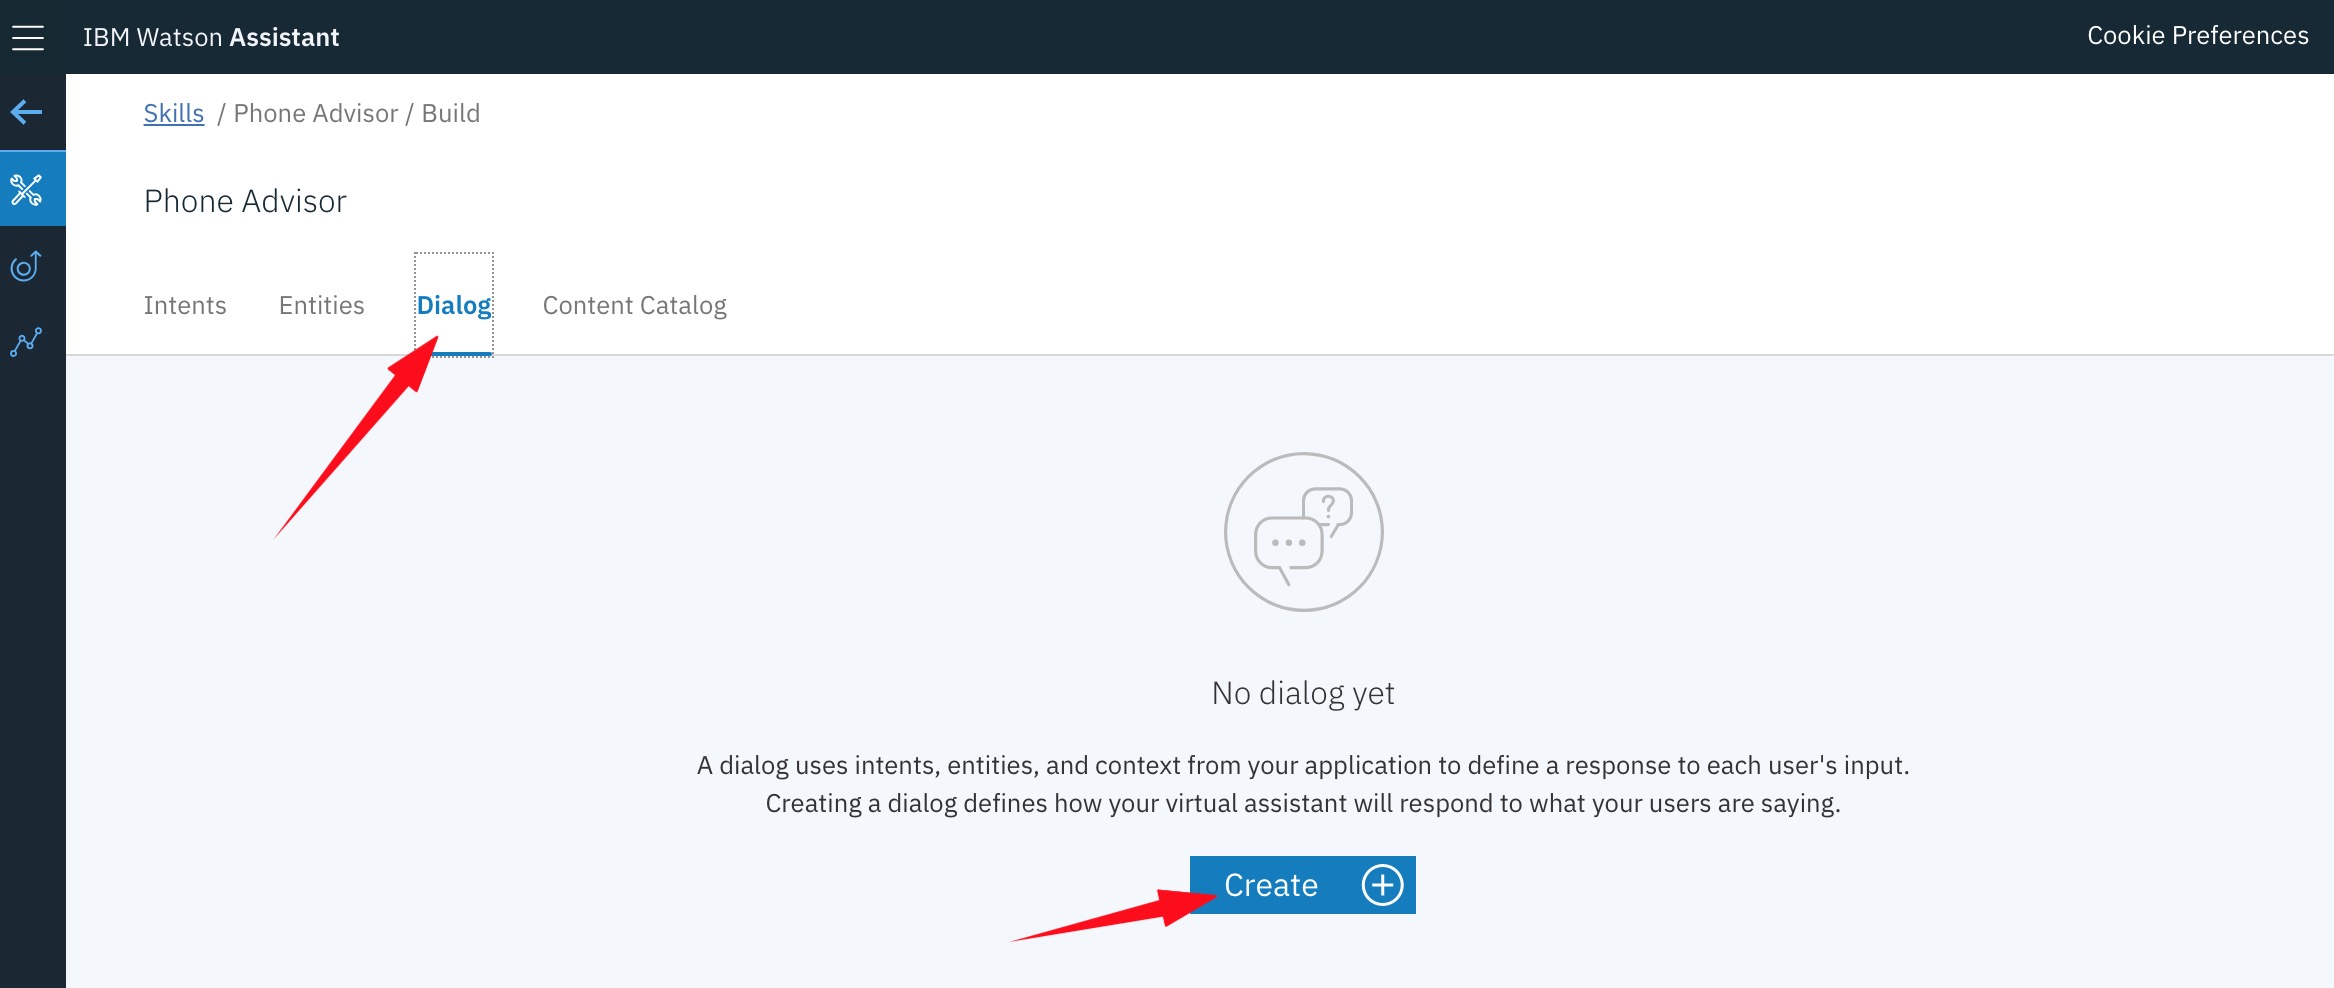 IBM Watson Assistant
Cookie Preferences
Skills / Phone Advisor / Build
Phone Advisor
Intents Entities Dialog Content Catalog
?
No dialog yet
A dialog uses intents, entities, and context from your application to define a response to each user's input.
Creating a dialog defines how your virtual assistant will respond to what your users are saying.
Create